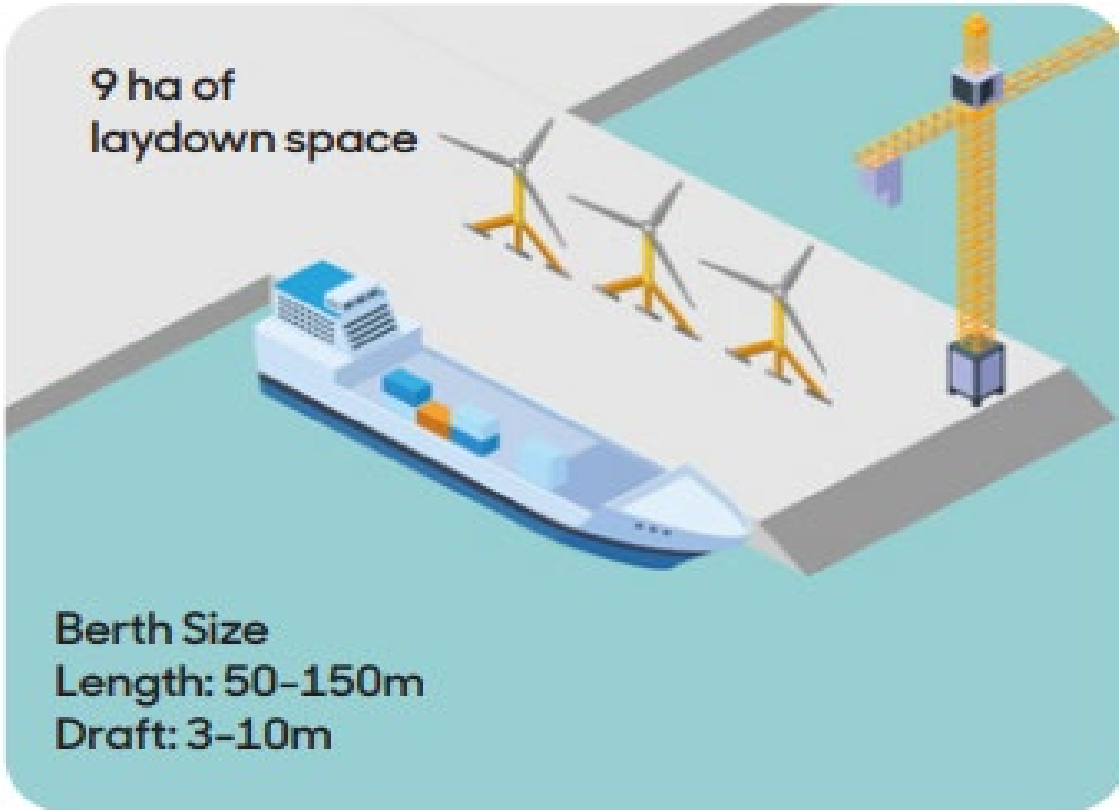 9 ha of
laydown space
Berth Size
Length: 50-150m
Draft: 3-10m